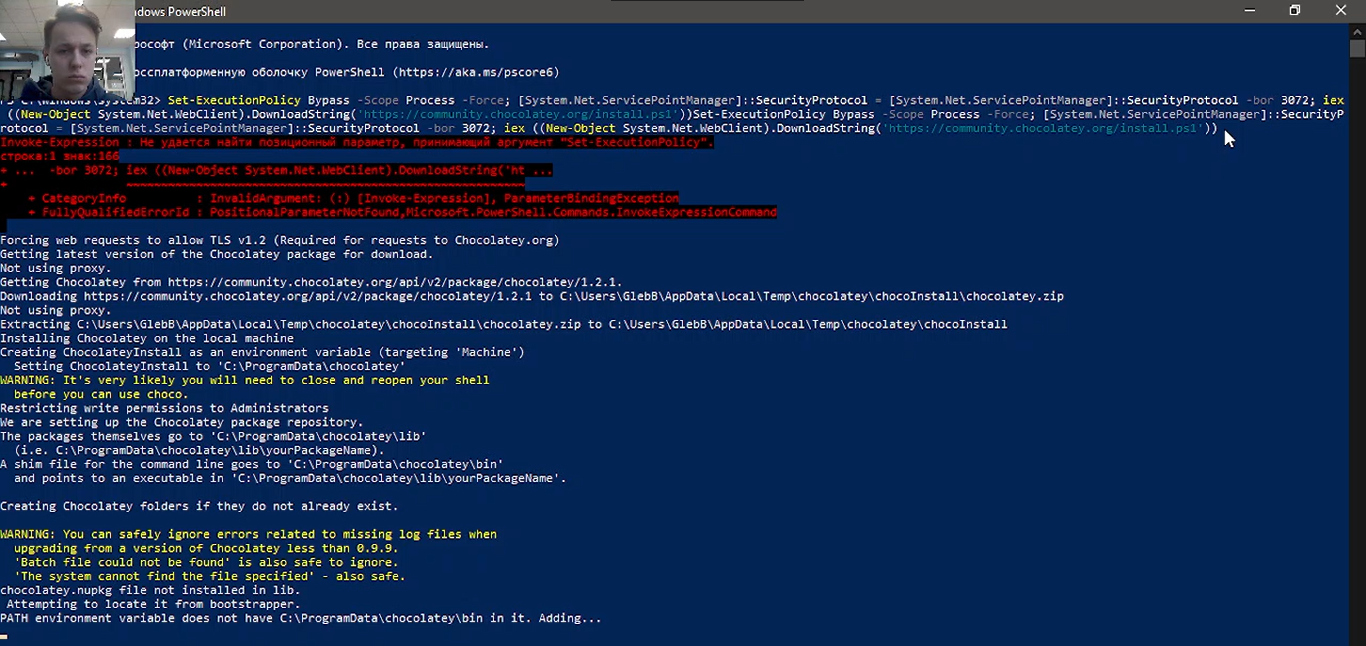 ndows PowerShell
рософт (Microsoft Corporation). Все права защищены.
оссплатформенную оболочку PowerShell (https://aka.ms/pscore6)
PS C:\Windows\system32> Set-ExecutionPolicy Bypass -Scope Process -Force; [System.Net.ServicePointManager]::SecurityProtocol = [System.Net.ServicePointManager]::SecurityProtocol -bor 3072; iex
((New-Object System.Net.WebClient).DownloadString('https://community.chocolatey.org/install.ps1'))Set-ExecutionPolicy Bypass -Scope Process -Force; [System.Net.ServicePointManager]::SecurityP
rotocol = [System.Net.ServicePointManager]::SecurityProtocol -bor 3072; iex ((New-Object System.Net.WebClient).DownloadString('https://community.chocolatey.org/install.ps1'))
Invoke-Expression : Не удается найти позиционный параметр, принимающий аргумент "Set-ExecutionPolicy".
строка:1 знак:166
+ ... -bor 3072; iex ((New-Object System.Net.WebClient).DownloadString('ht ...
+ ~~~~~~~~~~~~~~~~~~~~~~~~~~~~~~~~~~~~~~~~~~~~~~~~~~~~~~~~~
+ CategoryInfo : InvalidArgument: (:) [Invoke-Expression], ParameterBindingException
+ FullyQualifiedErrorId : PositionalParameterNotFound,Microsoft.PowerShell.Commands.InvokeExpressionCommand
Forcing web requests to allow TLS v1.2 (Required for requests to Chocolatey.org)
Getting latest version of the Chocolatey package for download.
Not using proxy.
Getting Chocolatey from https://community.chocolatey.org/api/v2/package/chocolatey/1.2.1.
Downloading https://community.chocolatey.org/api/v2/package/chocolatey/1.2.1 to C:\Users\GlebB\AppData\Local\Temp\chocolatey\chocoInstall\chocolatey.zip
Not using proxy.
Extracting C:\Users\GlebB\AppData\Local\Temp\chocolatey\chocoInstall\chocolatey.zip to C:\Users\GlebB\AppData\Local\Temp\chocolatey\chocoInstall
Installing Chocolatey on the local machine
Creating ChocolateyInstall as an environment variable (targeting 'Machine')
Setting ChocolateyInstall to 'C:\ProgramData\chocolatey'
WARNING: It's very likely you will need to close and reopen your shell
before you can use choco.
Restricting write permissions to Administrators
We are setting up the Chocolatey package repository.
The packages themselves go to 'C:\ProgramData\chocolatey\lib'
(i.e. C:\ProgramData\chocolatey\lib\yourPackageName).
A shim file for the command line goes to 'C:\ProgramData\chocolatey\bin'
and points to an executable in 'C:\ProgramData\chocolatey\lib\yourPackageName'.
Creating Chocolatey folders if they do not already exist.
WARNING: You can safely ignore errors related to missing log files when
upgrading from a version of Chocolatey less than 0.9.9.
'Batch file could not be found' is also safe to ignore.
'The system cannot find the file specified' - also safe.
chocolatey.nupkg file not installed in lib.
Attempting to locate it from bootstrapper.
PATH environment variable does not have C:\ProgramData\chocolatey\bin in it. Adding...